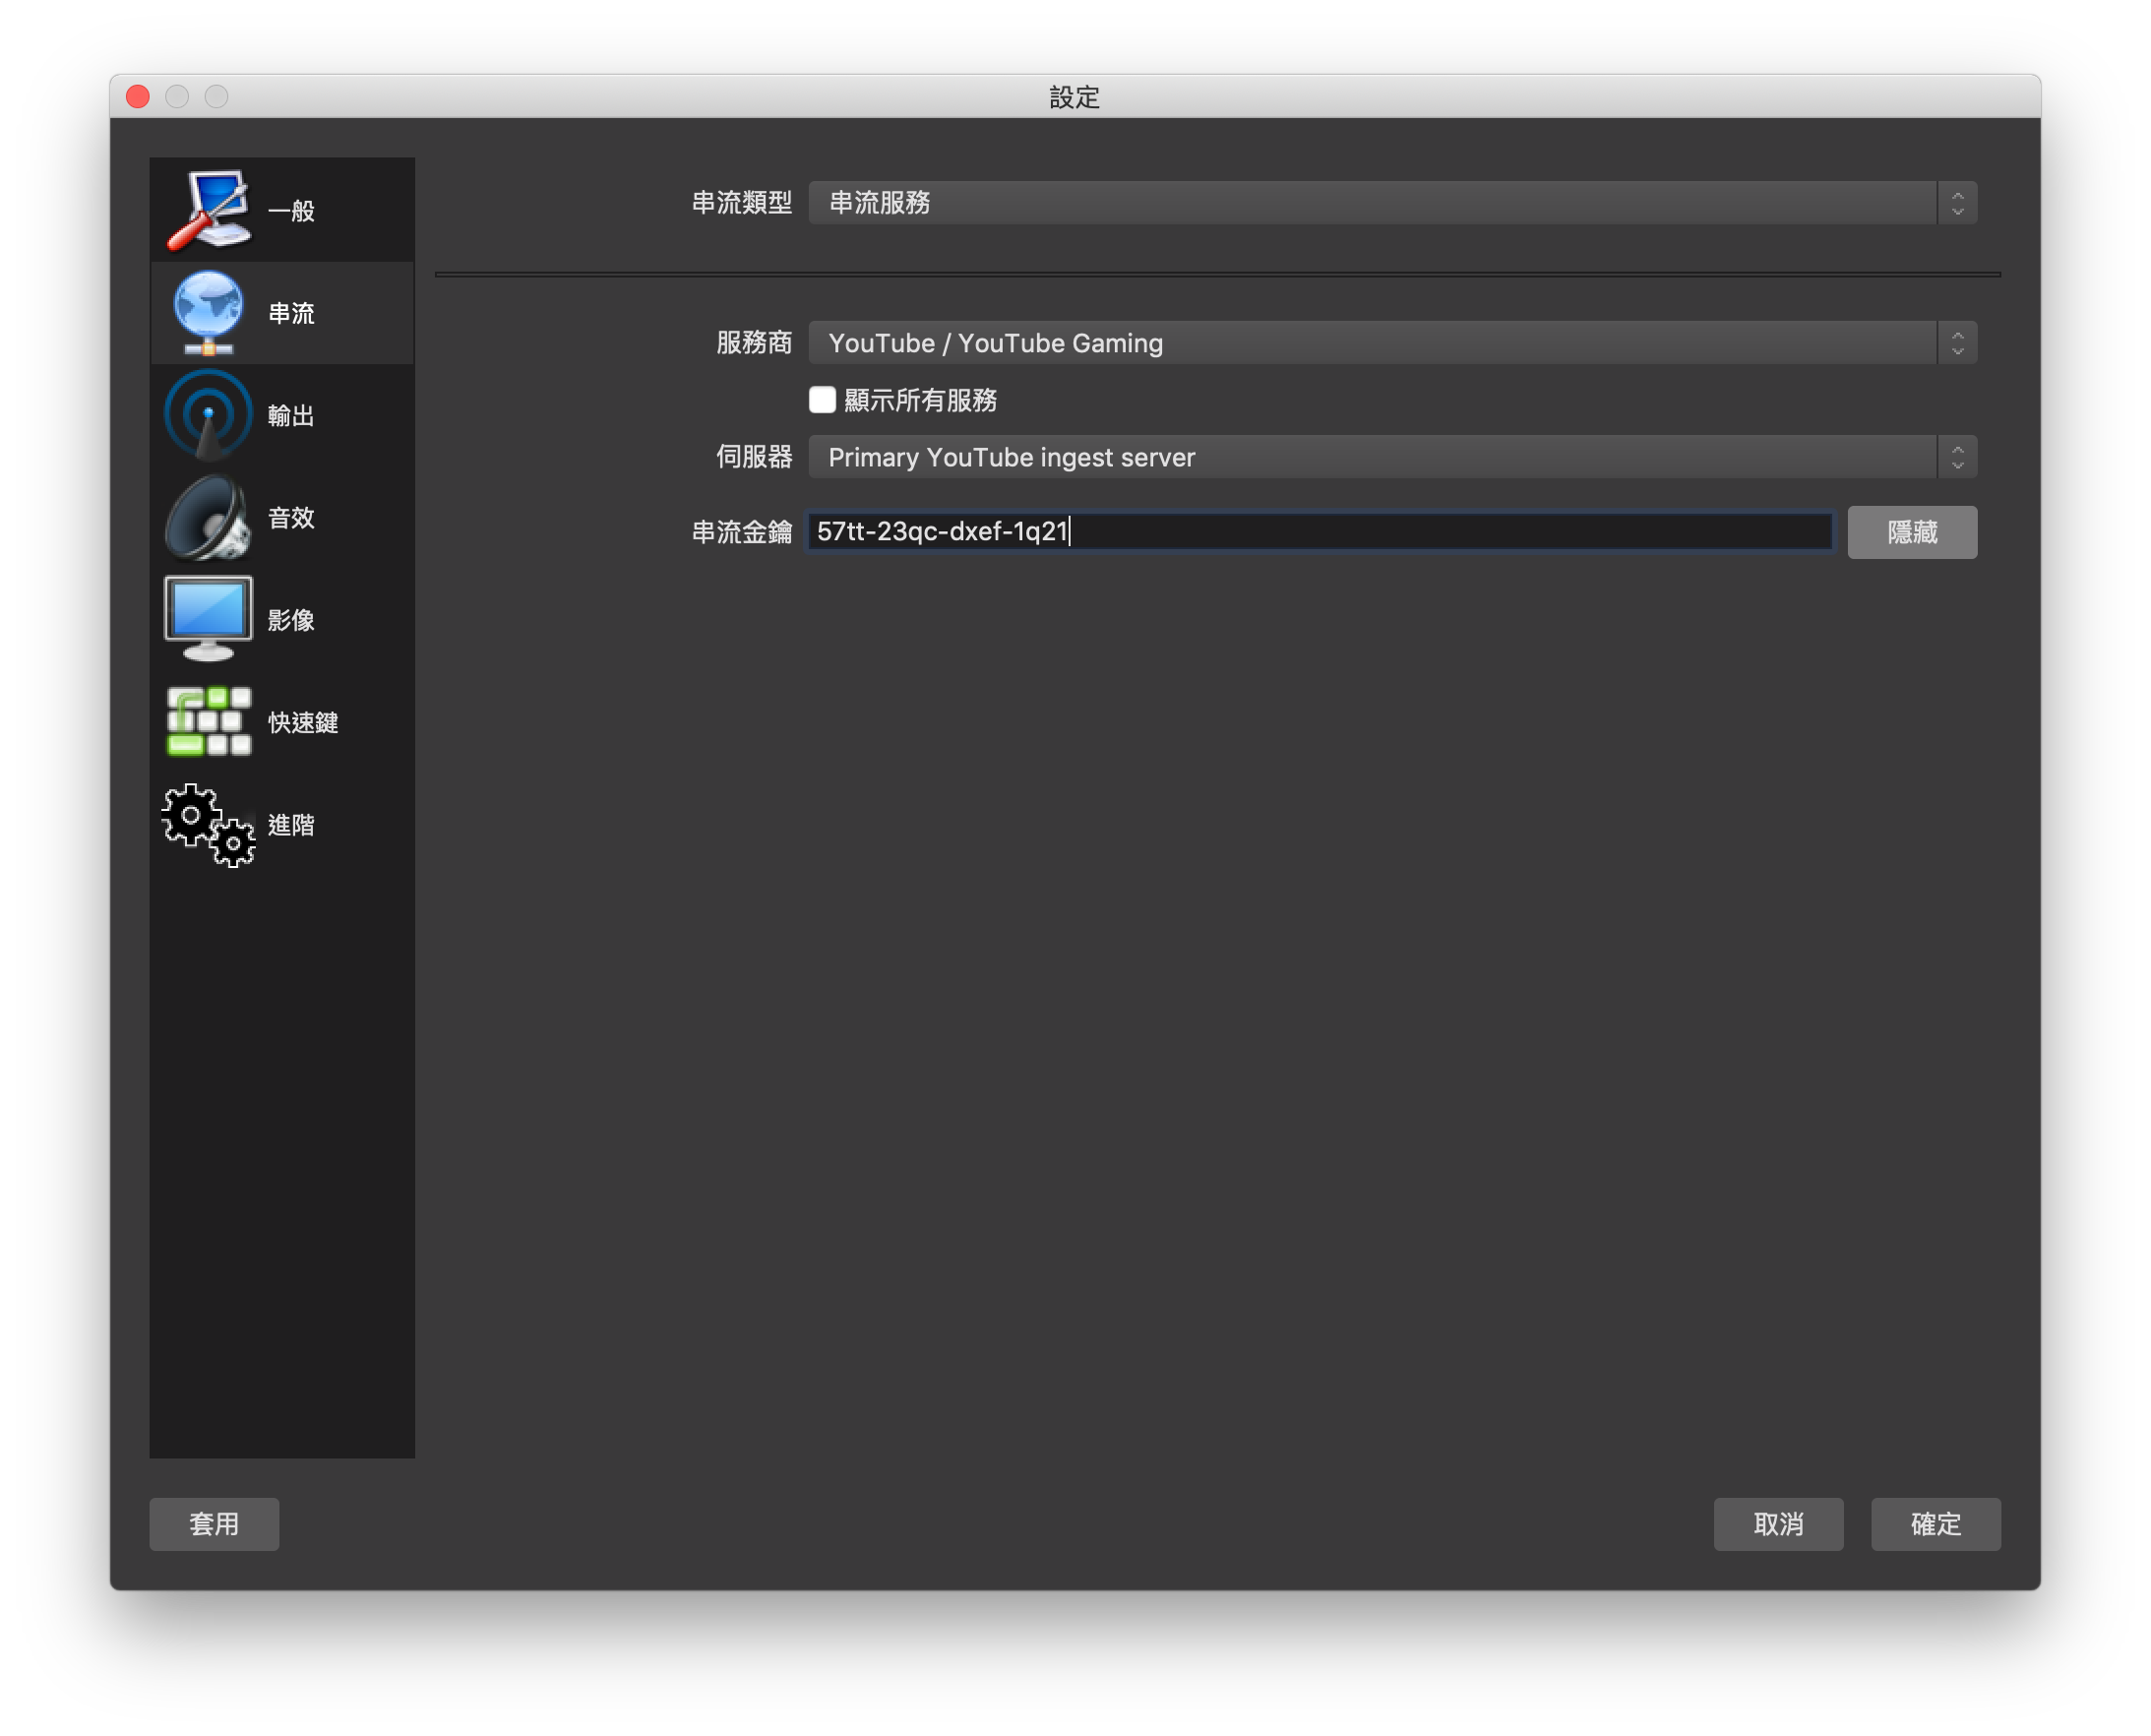 設定
一般
串流
輸出
音效
影像
快速鍵
進階
串流類型 串流服務
服務商 YouTube / YouTube Gaming
顯示所有服務
伺服器 Primary YouTube ingest server
串流金鑰 57tt-23qc-dxef-1q21 隱藏
套用 取消 確定